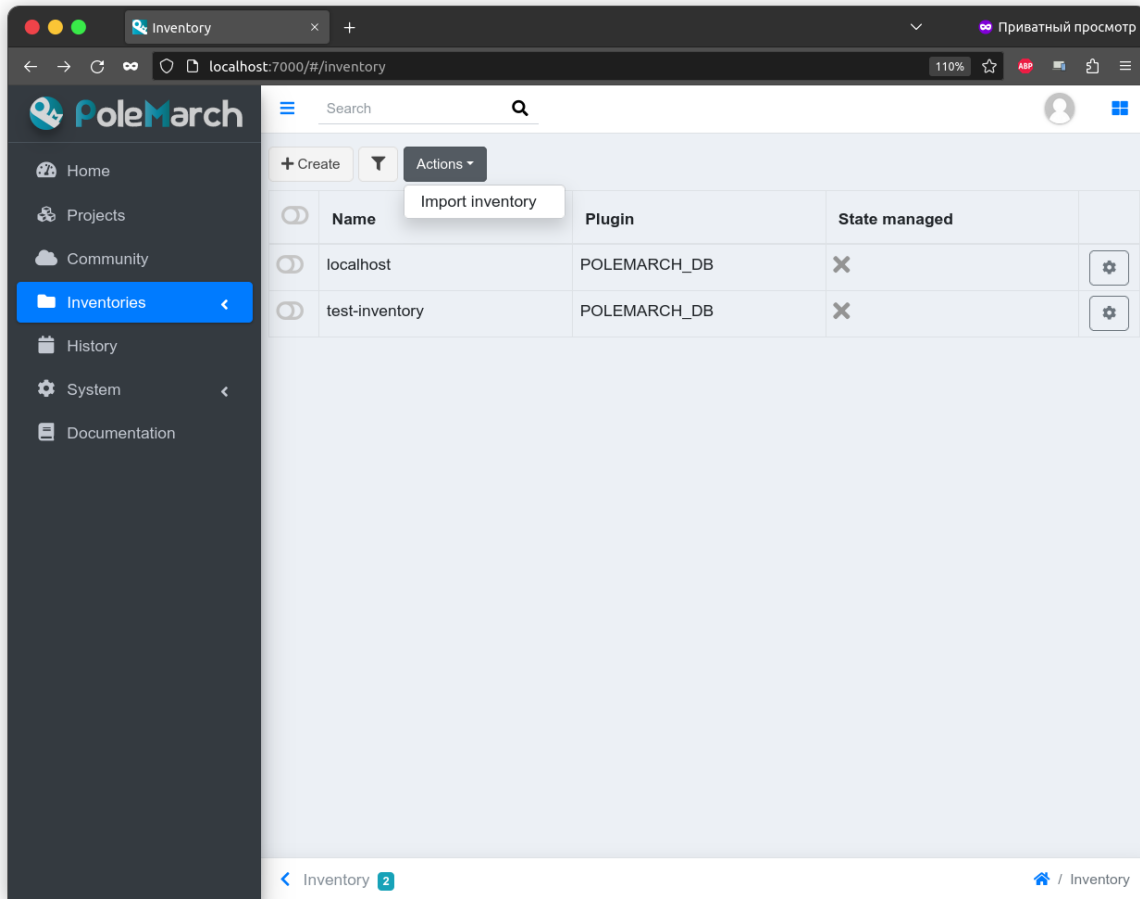 Inventory
Приватный просмотр
localhost:7000/#/inventory
110%
ABP
PoleMarch
Search
Home
Projects
Community
Inventories
History
System
Documentation
Create
Actions
Import inventory
Name
Plugin
State managed
localhost
POLEMARCH_DB
test-inventory
POLEMARCH_DB
Inventory 2
/ Inventory